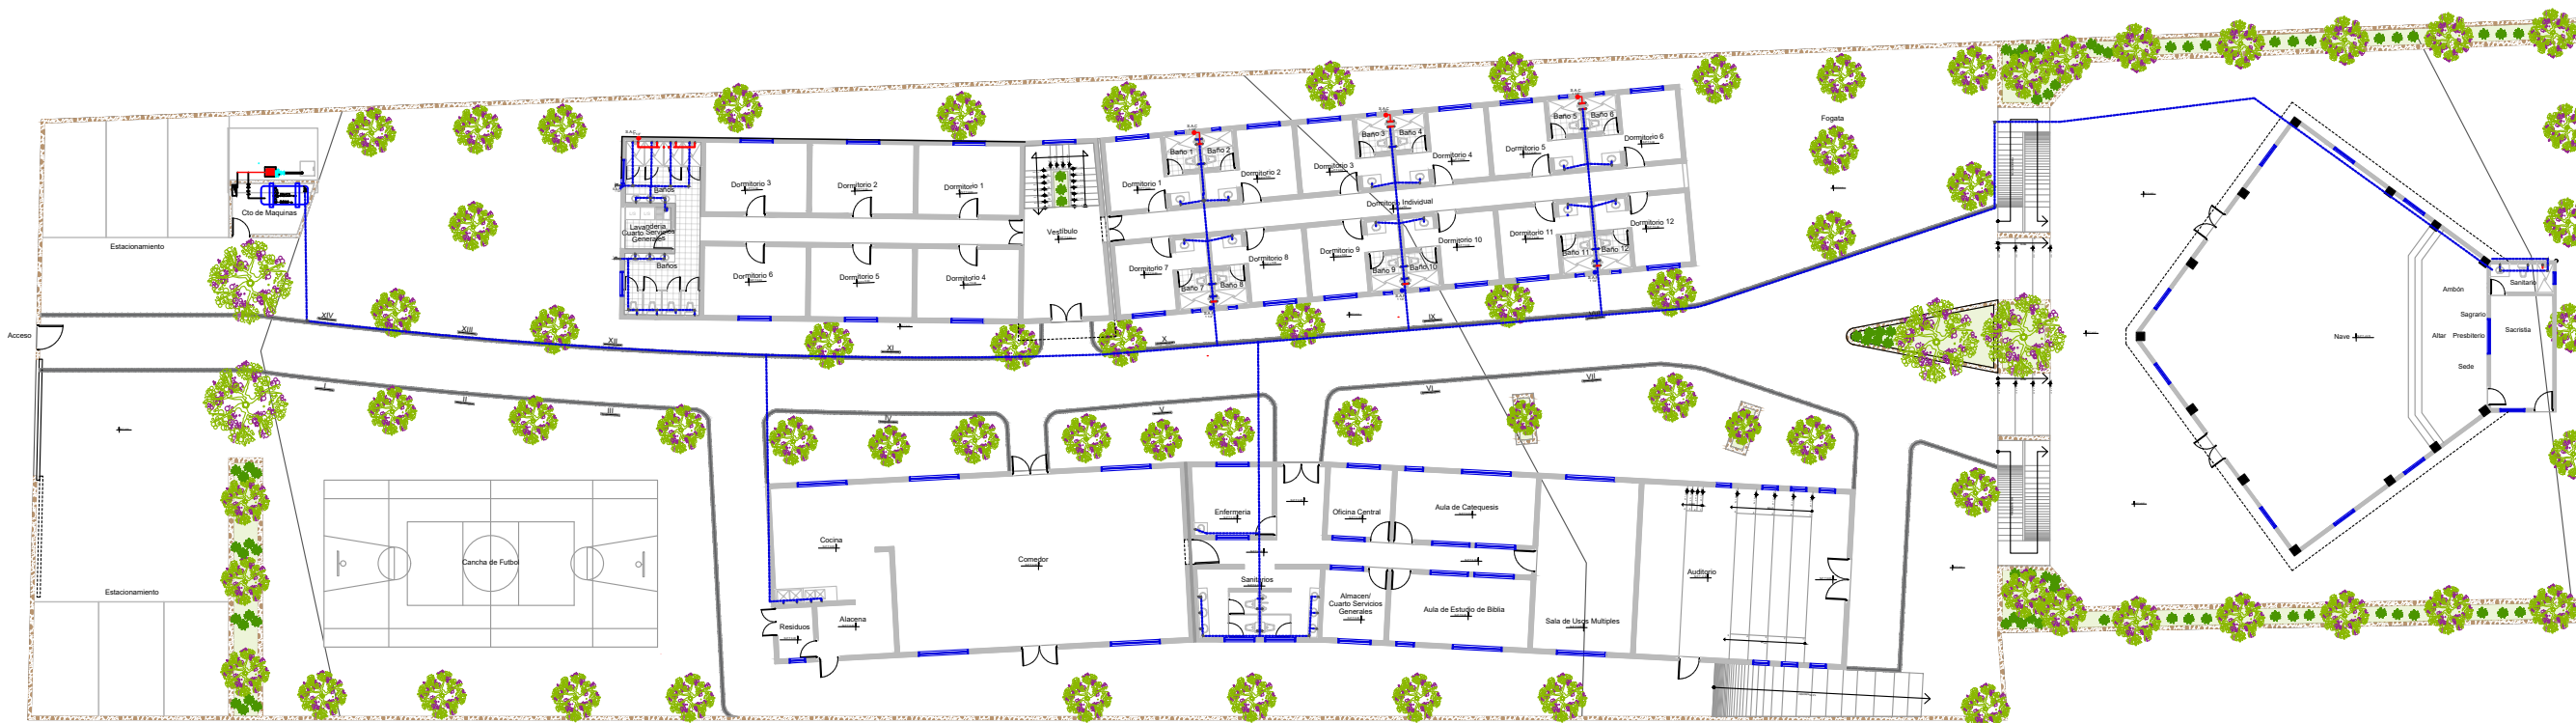 Fogata
Baño 5
Baño 6
Baño 3
Baño 4
Dormitorio 6
Baño 1
Baño 2
Dormitorio 5
Dormitorio 4
Dormitorio 3
Dormitorio 2
Dormitorio 1
Dormitorio 3
Dormitorio 2
Dormitorio 1
Baños
Cto de Maquinas
Lavanderia
Cuarto Servicios
Generales
Vestíbulo
Dormitorio Individual
Estacionamiento
Baños
Dormitorio 6
Dormitorio 5
Dormitorio 4
Dormitorio 7
Dormitorio 8
Dormitorio 9
Dormitorio 10
Dormitorio 11
Dormitorio 12
Baño 7
Baño 8
Baño 9
Baño 10
Baño 11
Baño 12
Sanitario
Ambón
Sagrario
Sacristia
Nave
Altar
Presbiterio
Sede
Acceso
XIV
XIII
XII
XI
X
IX
VIII
I
II
III
IV
V
VI
VII
Enfermeria
Oficina Central
Aula de Catequesis
Cocina
Comedor
Cancha de Futbol
Sanitarios
Auditorio
Estacionamiento
Almacen/
Cuarto Servicios
Generales
Aula de Estudio de Biblia
Residuos
Alacena
Sala de Usos Multiples